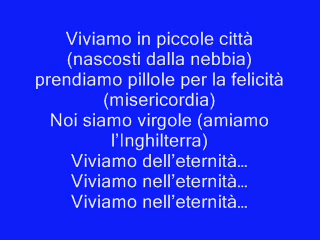 Viviamo in piccole città
(nascosti dalla nebbia)
prendiamo pillole per la felicità
(misericordia)
Noi siamo virgole (amiamo
l’Inghilterra)
Viviamo dell’eternità…
Viviamo nell’eternità…
Viviamo nell’eternità…